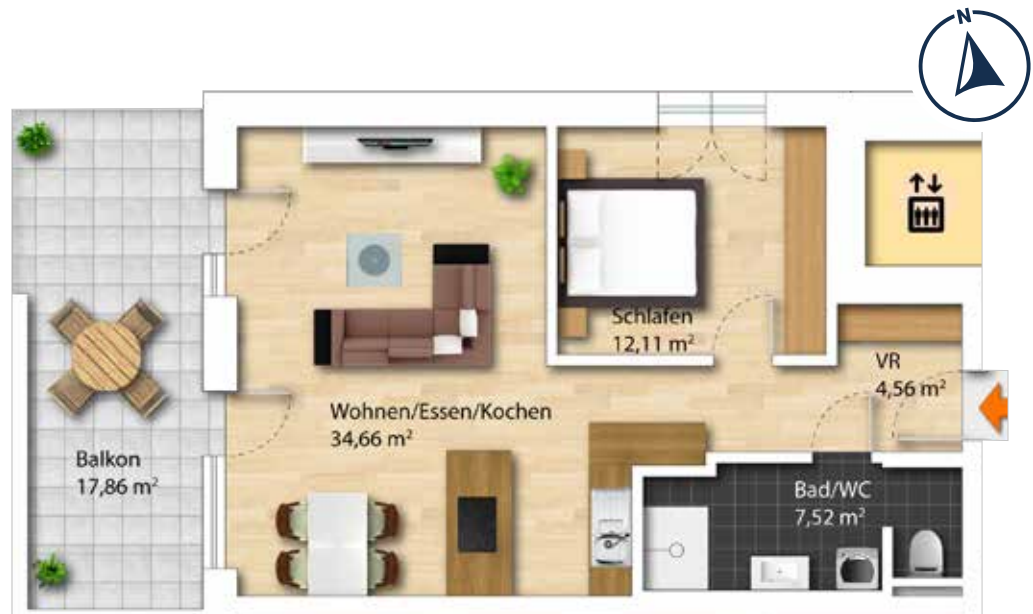 N
Schlafen
12,11 m²
VR
4,56 m²
Wohnen/Essen/Kochen
34,66 m²
Balkon
17,86 m²
Bad/WC
7,52 m²